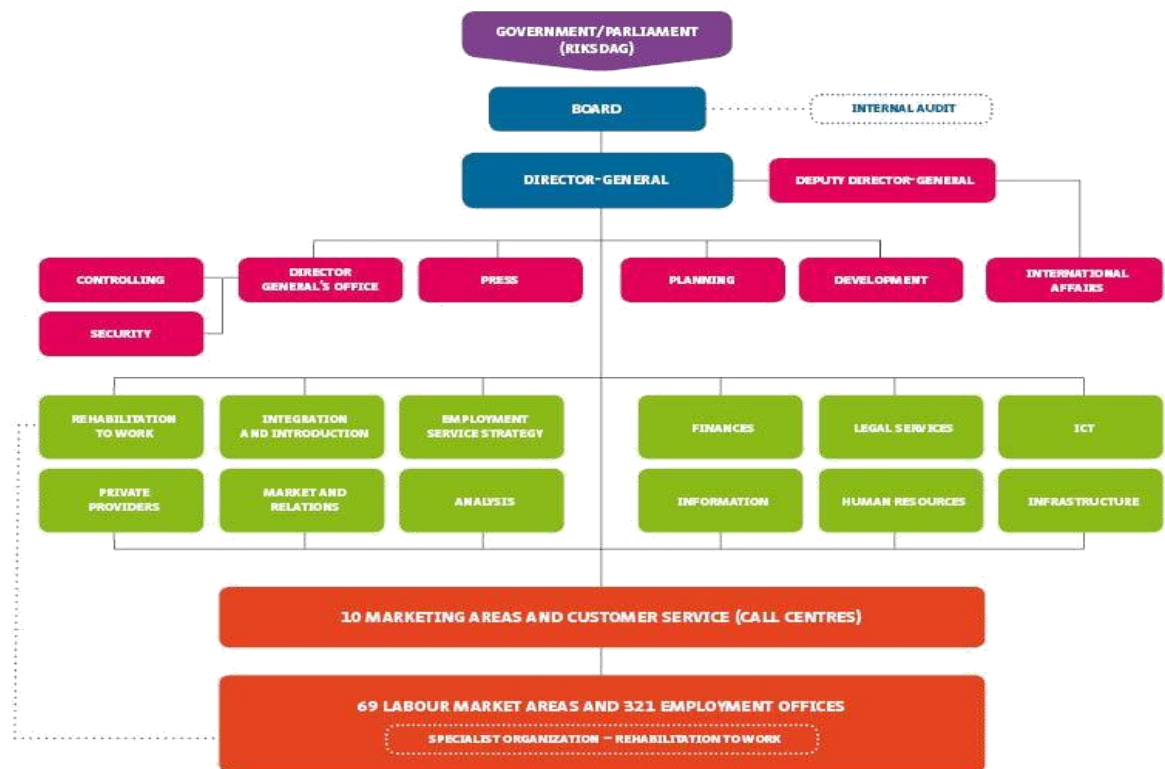 GOVERNMENT/PARLIAMENT
(RIKSDAG)
BOARD
INTERNAL AUDIT
DIRECTOR-GENERAL
DEPUTY DIRECTOR-GENERAL
CONTROLLING
DIRECTOR
GENERAL'S OFFICE
PRESS
PLANNING
DEVELOPMENT
INTERNATIONAL
AFFAIRS
SECURITY
REHABILITATION
TO WORK
INTEGRATION
AND INTRODUCTION
EMPLOYMENT
SERVICE STRATEGY
FINANCES
LEGAL SERVICES
ICT
PRIVATE
PROVIDERS
MARKET AND
RELATIONS
ANALYSIS
INFORMATION
HUMAN RESOURCES
INFRASTRUCTURE
10 MARKETING AREAS AND CUSTOMER SERVICE (CALL CENTRES)
69 LABOUR MARKET AREAS AND 321 EMPLOYMENT OFFICES
SPECIALIST ORGANIZATION – REHABILITATION TO WORK